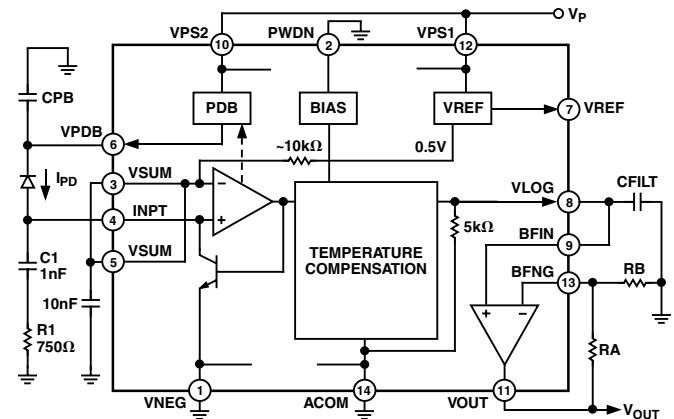 VP
VPS2
PWDN
VPS1
10
2
12
CPB
PDB
BIAS
VREF
7
VREF
VPDB
6
~10kΩ
0.5V
IPD
3
VSUM
−
VLOG
8
CFILT
4
INPT
+
5kΩ
BFIN
9
C1
1nF
5
VSUM
TEMPERATURE
COMPENSATION
BFNG
13
RB
10nF
+
−
R1
750Ω
RA
VNEG
1
ACOM
14
VOUT
11
VOUT